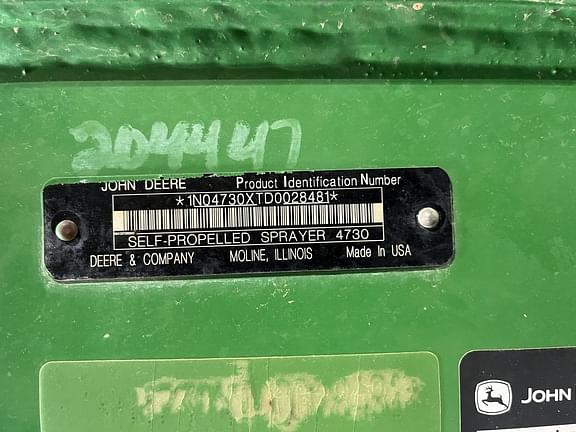 204447
JOHN DEERE Product Identification Number
*1N04730XTD0028481*
SELF-PROPELLED SPRAYER 4730
DEERE & COMPANY MOLINE, ILLINOIS Made In USA
JOHN